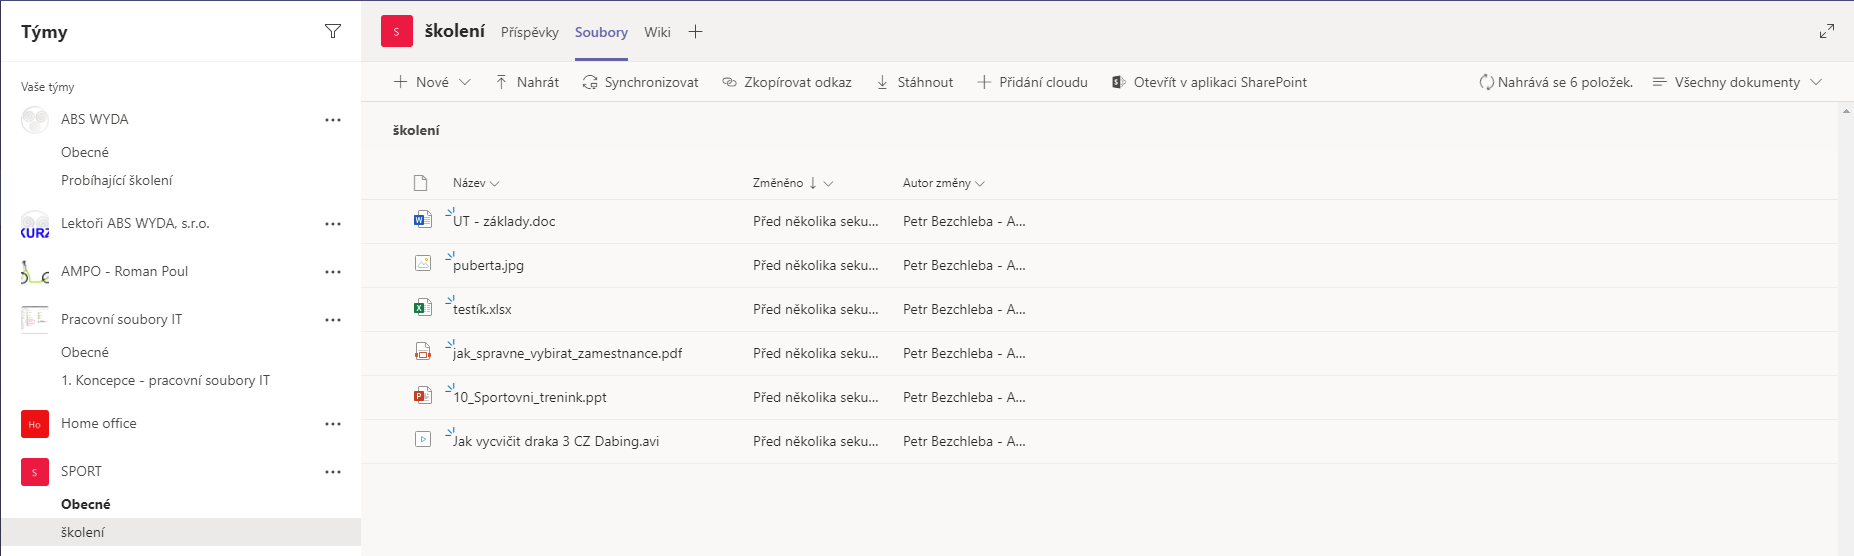 Týmy
Vaše týmy
ABS WYDA
Obecné
Probíhající školení
KURZ
Lektoři ABS WYDA, s.r.o.
AMPO - Roman Poul
Pracovní soubory IT
Obecné
1. Koncepce - pracovní soubory IT
Ho Home office
S SPORT
Obecné
školení
S školení Příspěvky Soubory Wiki
Nové Nahrát Synchronizovat Zkopírovat odkaz Stáhnout Přidání cloudu Otevřít v aplikaci SharePoint Nahrává se 6 položek. Všechny dokumenty
školení
Název Změněno Autor změny
UT - základy.doc Před několika seku... Petr Bezchleba - A...
puberta.jpg Před několika seku... Petr Bezchleba - A...
testík.xlsx Před několika seku... Petr Bezchleba - A...
jak_spravne_vybirat_zamestnance.pdf Před několika seku... Petr Bezchleba - A...
10_Sportovni_trenink.ppt Před několika seku... Petr Bezchleba - A...
Jak vycvičit draka 3 CZ Dabing.avi Před několika seku... Petr Bezchleba - A...